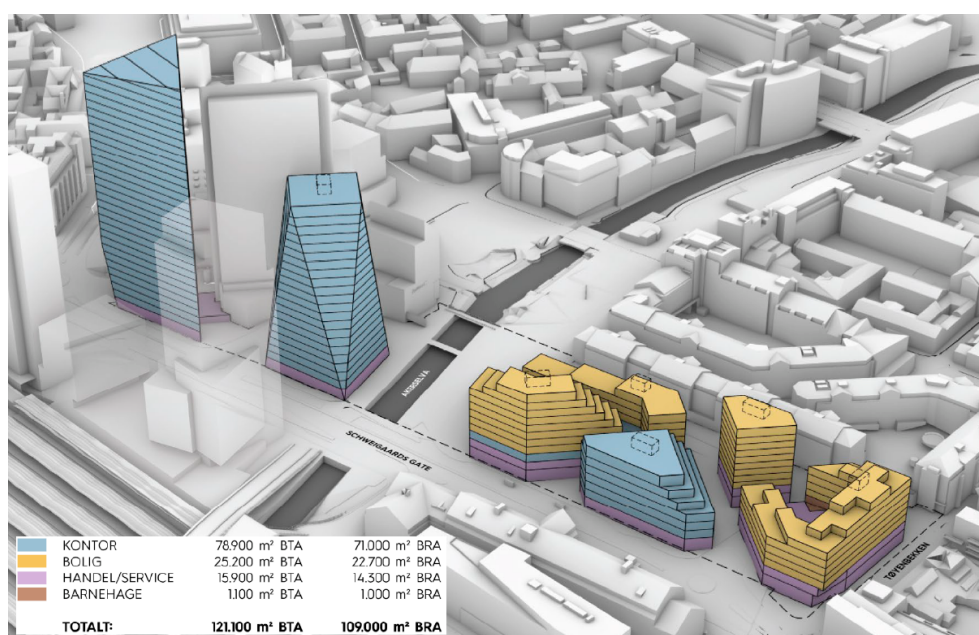 AKERSELVA
SCHWEIGAARDS GATE
TØYENBEKKEN
KONTOR 78.900 m² BTA 71.000 m² BRA
BOLIG 25.200 m² BTA 22.700 m² BRA
HANDEL/SERVICE 15.900 m² BTA 14.300 m² BRA
BARNEHAGE 1.100 m² BTA 1.000 m² BRA
TOTALT: 121.100 m² BTA 109.000 m² BRA